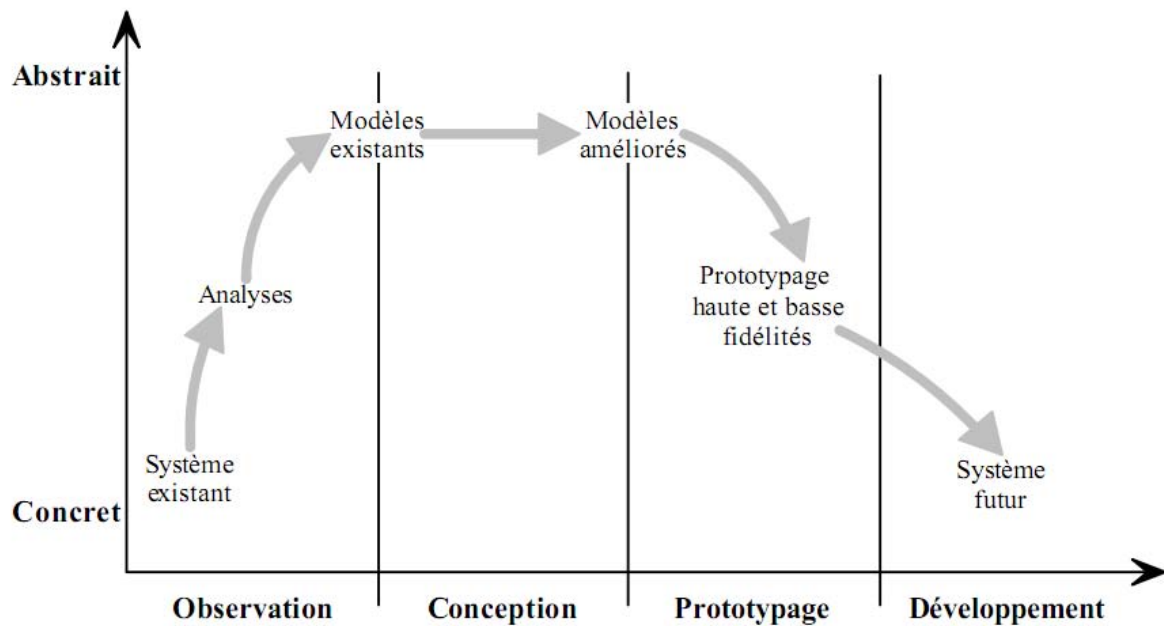 Abstrait
Modèles
existants
Modèles
améliorés
Analyses
Prototypage
haute et basse
fidélités
Système
existant
Système
futur
Concret
Observation
Conception
Prototypage
Développement